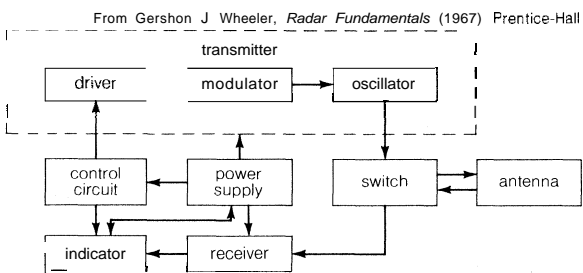 From Gershon J Wheeler, Radar Fundamentals (1967) Prentice-Hall
transmitter
driver
modulator
oscillator
control
circuit
power
supply
switch
antenna
indicator
receiver